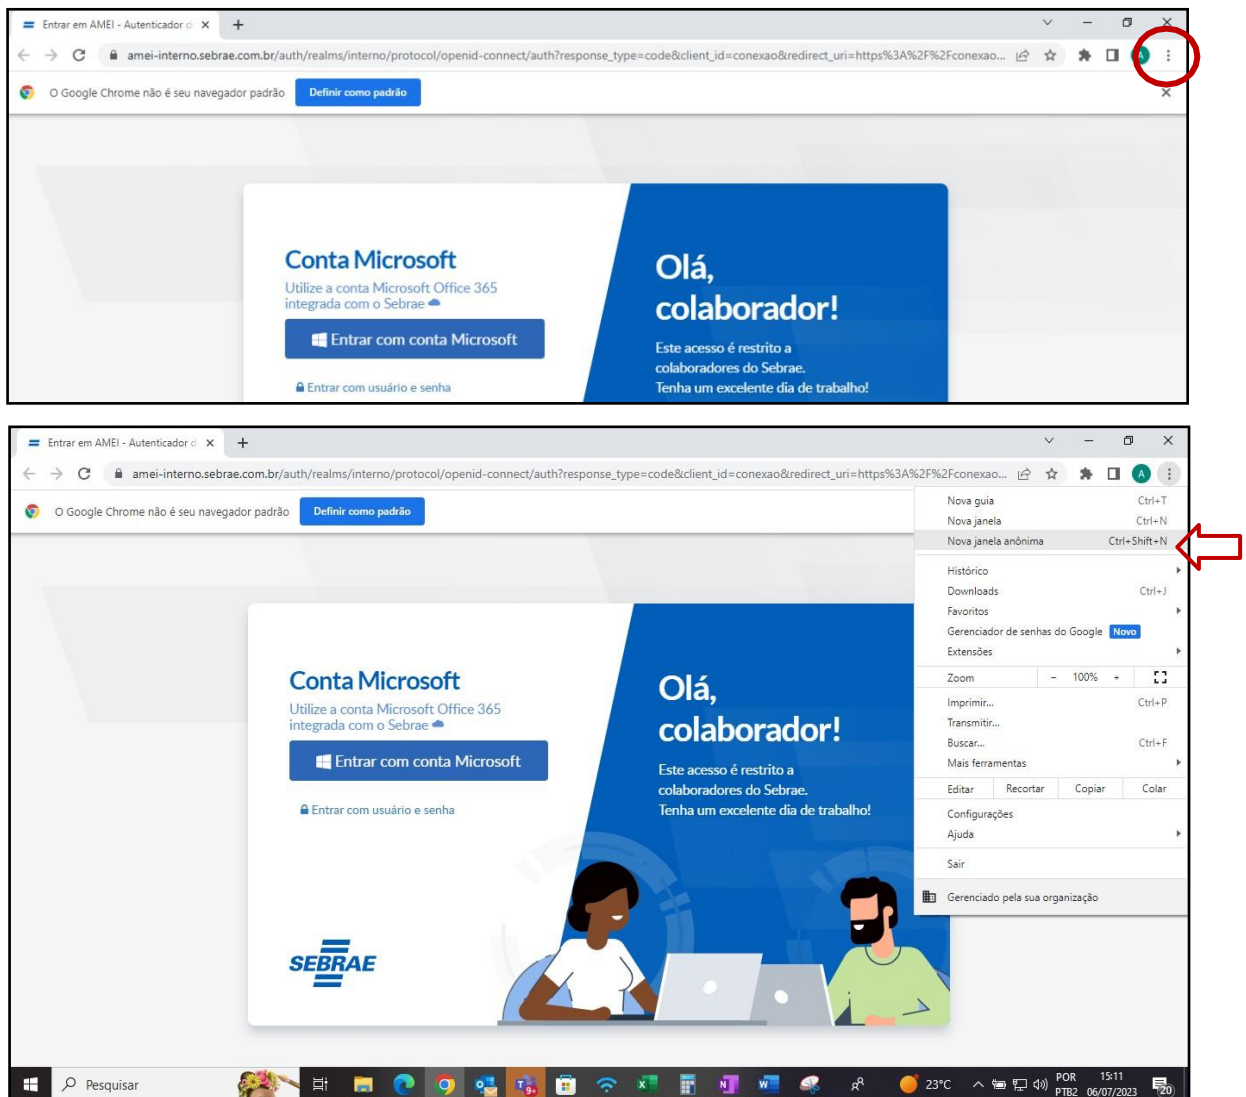 Entrar em AMEI - Autenticador d
amei-interno.sebrae.com.br/auth/realms/interno/protocol/openid-connect/auth?response_type=code&client_id=conexao&redirect_uri=https%3A%2F%2Fconexao...
A
O Google Chrome não é seu navegador padrão
Definir como padrão
Conta Microsoft
Utilize a conta Microsoft Office 365
integrada com o Sebrae
Entrar com conta Microsoft
Entrar com usuário e senha
Olá,
colaborador!
Este acesso é restrito a
colaboradores do Sebrae.
Tenha um excelente dia de trabalho!
Entrar em AMEI - Autenticador d
amei-interno.sebrae.com.br/auth/realms/interno/protocol/openid-connect/auth?response_type=code&client_id=conexao&redirect_uri=https%3A%2F%2Fconexao...
A
O Google Chrome não é seu navegador padrão
Definir como padrão
Nova guia Ctrl+T
Nova janela Ctrl+N
Nova janela anônima Ctrl+Shift+N
Histórico
Downloads Ctrl+J
Favoritos
Gerenciador de senhas do Google Novo
Extensões
Zoom - 100% +
Imprimir... Ctrl+P
Transmitir...
Buscar... Ctrl+F
Mais ferramentas
Editar Recortar Copiar Colar
Configurações
Ajuda
Sair
Gerenciado pela sua organização
Conta Microsoft
Utilize a conta Microsoft Office 365
integrada com o Sebrae
Entrar com conta Microsoft
Entrar com usuário e senha
SEBRAE
Olá,
colaborador!
Este acesso é restrito a
colaboradores do Sebrae.
Tenha um excelente dia de trabalho!
Pesquisar
9+
23°C
POR
PTB2
15:11
06/07/2023
20